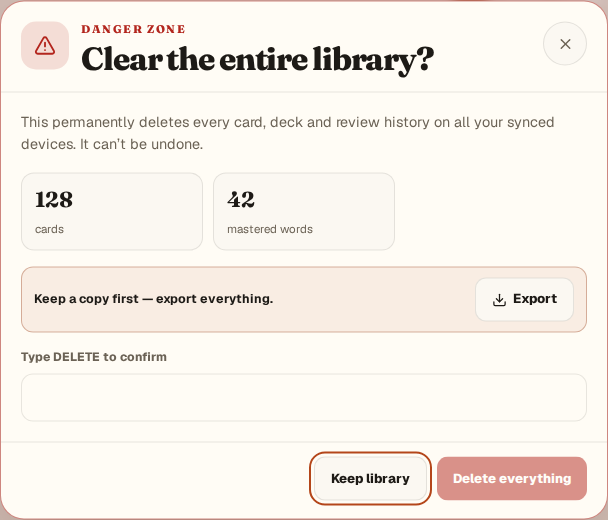 DANGER ZONE
Clear the entire library?
This permanently deletes every card, deck and review history on all your synced
devices. It can't be undone.
128
cards
42
mastered words
Keep a copy first — export everything.
Export
Type DELETE to confirm
Keep library
Delete everything